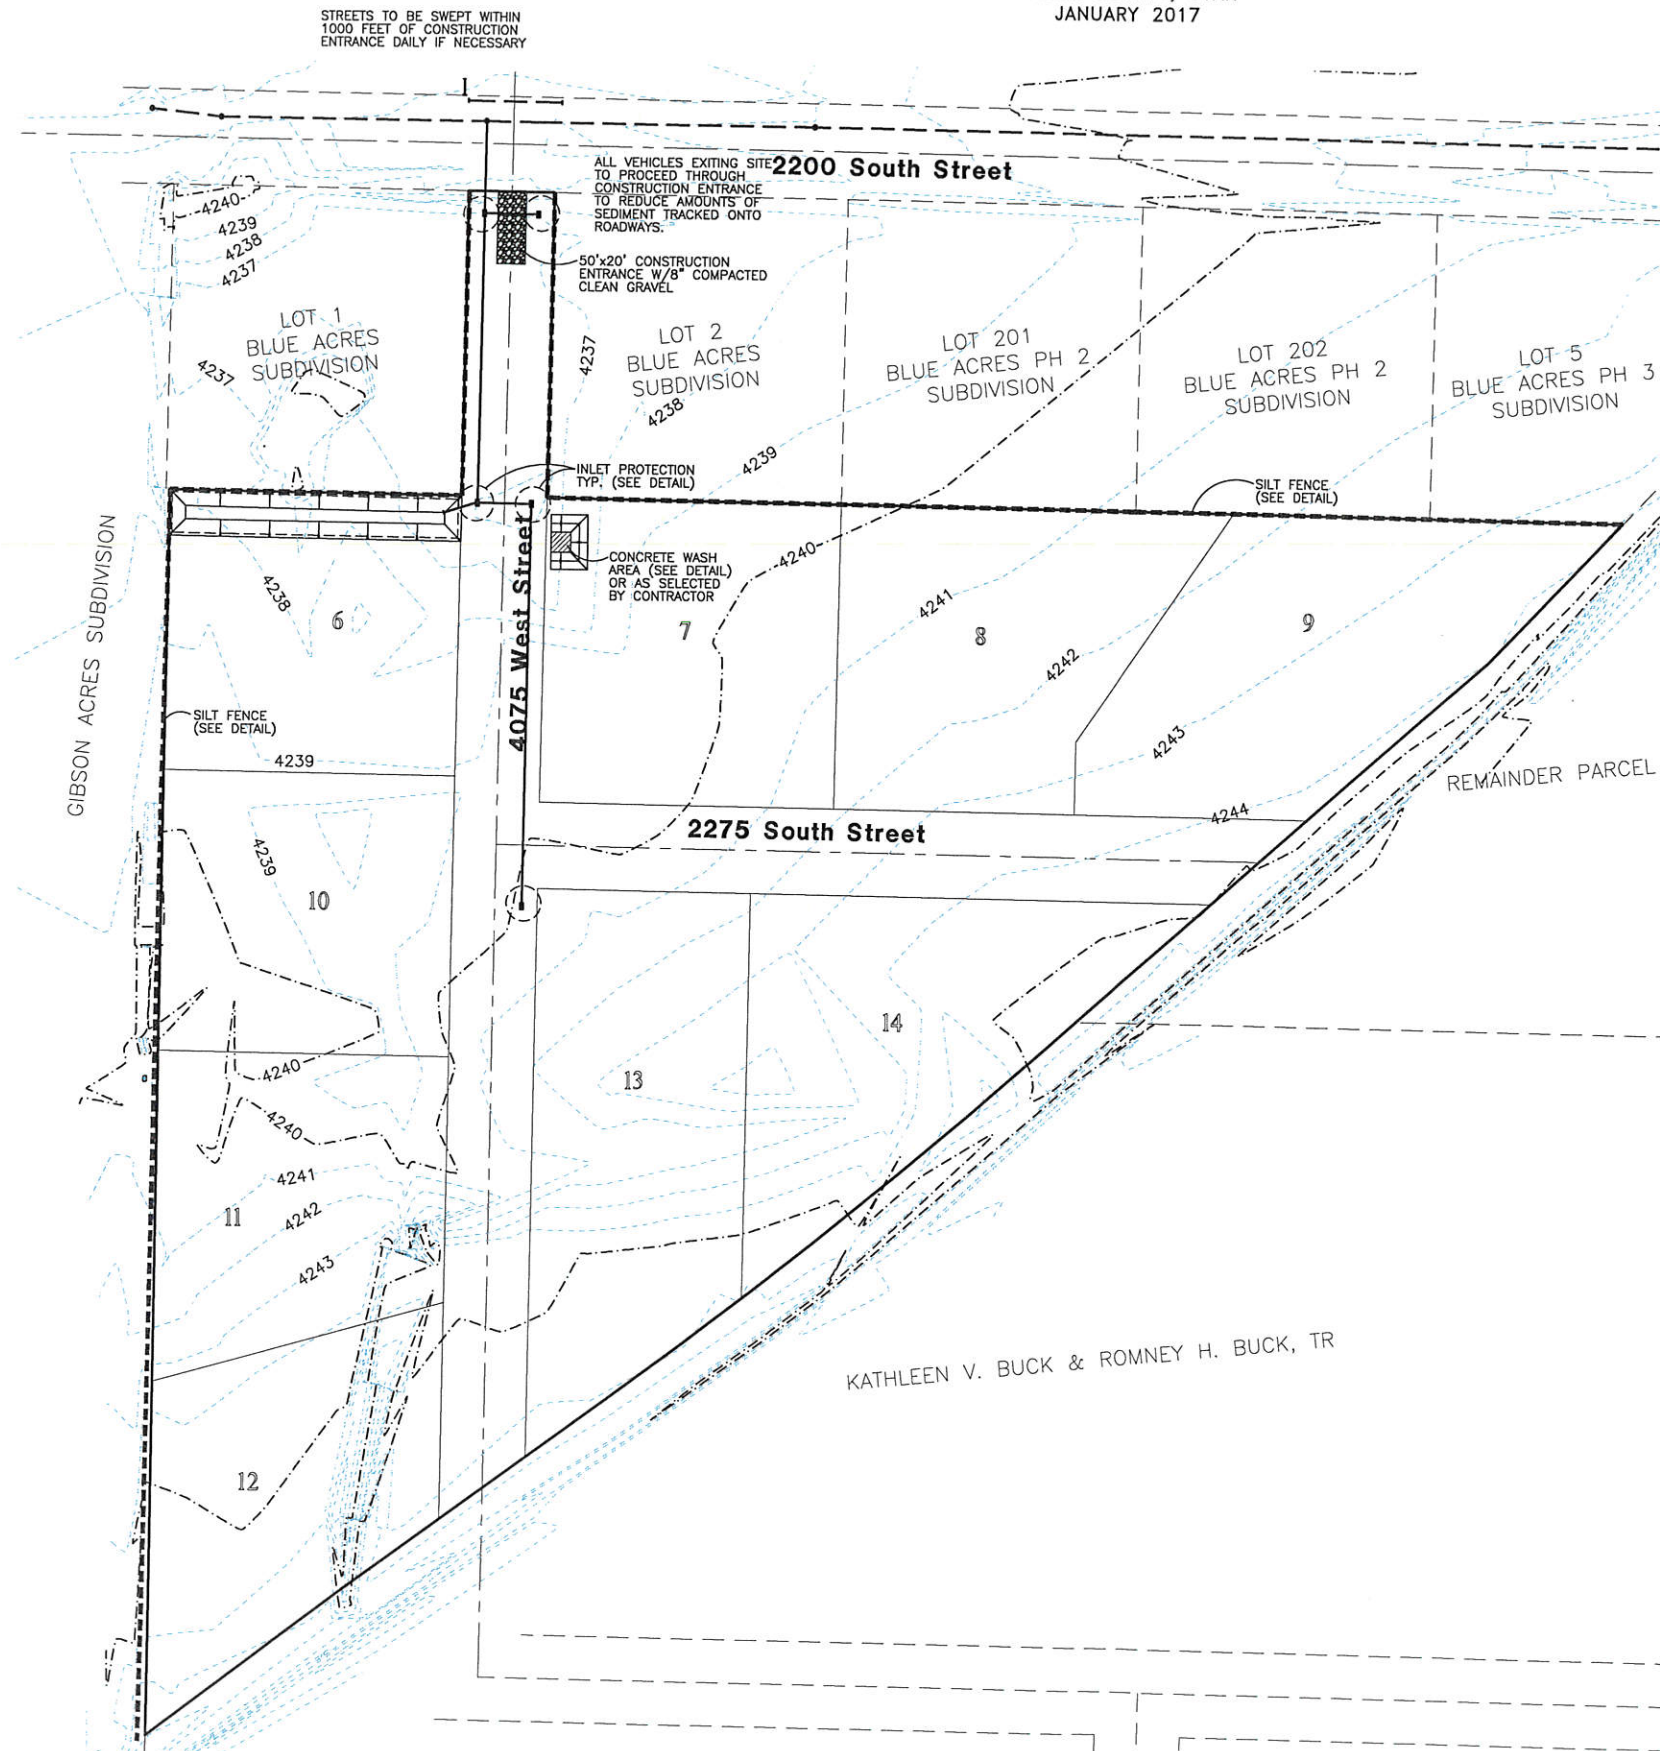 JANUARY 2017
STREETS TO BE SWEPT WITHIN
1000 FEET OF CONSTRUCTION
ENTRANCE DAILY IF NECESSARY
ALL VEHICLES EXITING SITE
TO PROCEED THROUGH
CONSTRUCTION ENTRANCE
TO REDUCE AMOUNTS OF
SEDIMENT TRACKED ONTO
ROADWAYS.
2200 South Street
50'x20' CONSTRUCTION
ENTRANCE W/8" COMPACTED
CLEAN GRAVEL
4240
4239
4238
4237
LOT 1
BLUE ACRES
SUBDIVISION
4237
4237
LOT 2
BLUE ACRES
SUBDIVISION
4238
LOT 201
BLUE ACRES PH 2
SUBDIVISION
LOT 202
BLUE ACRES PH 2
SUBDIVISION
LOT 5
BLUE ACRES PH 3
SUBDIVISION
4239
INLET PROTECTION
TYP. (SEE DETAIL)
SILT FENCE
(SEE DETAIL)
GIBSON ACRES SUBDIVISION
4075 West Street
CONCRETE WASH
AREA (SEE DETAIL)
OR AS SELECTED
BY CONTRACTOR
4240
4238
6
7
4241
8
4242
9
4243
SILT FENCE
(SEE DETAIL)
4239
REMAINDER PARCEL
4244
2275 South Street
4239
10
14
13
4240
4240
4241
11
4242
4243
KATHLEEN V. BUCK & ROMNEY H. BUCK, TR
12